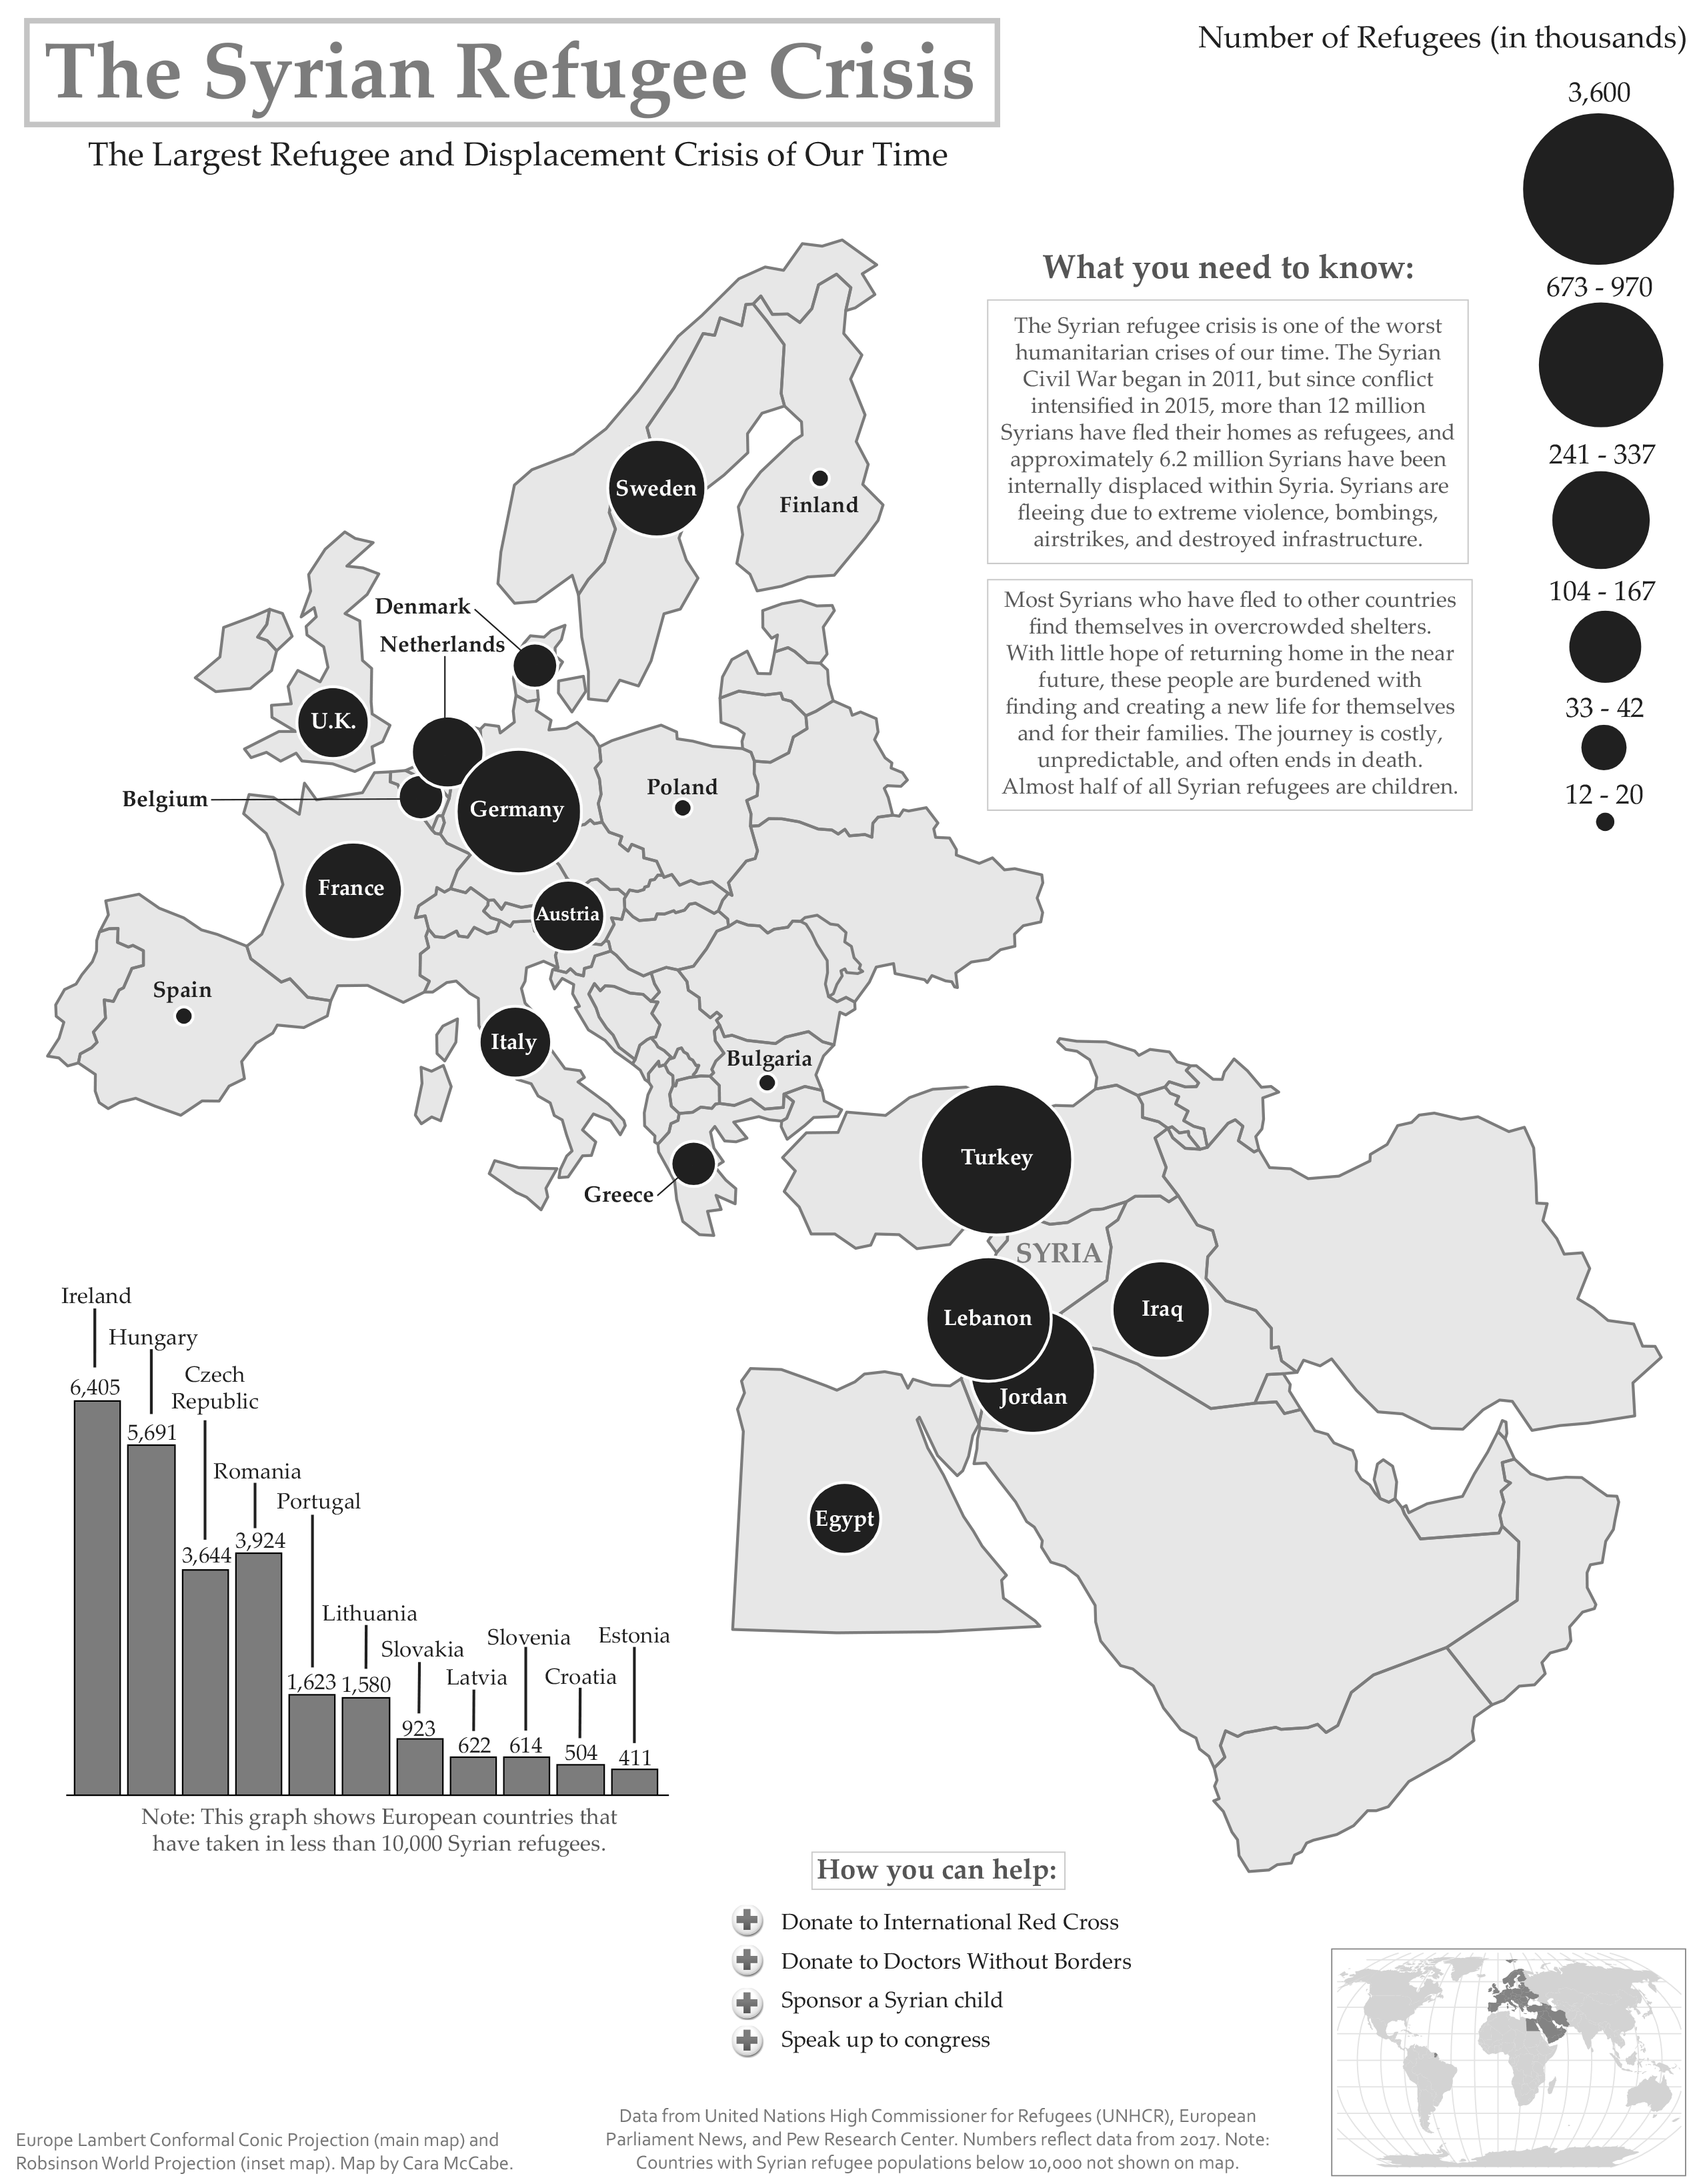 The Syrian Refugee Crisis
The Largest Refugee and Displacement Crisis of Our Time
Number of Refugees (in thousands)
3,600
673 - 970
241 - 337
104 - 167
33 - 42
12 - 20
What you need to know:
The Syrian refugee crisis is one of the worst
humanitarian crises of our time. The Syrian
Civil War began in 2011, but since conflict
intensified in 2015, more than 12 million
Syrians have fled their homes as refugees, and
approximately 6.2 million Syrians have been
internally displaced within Syria. Syrians are
fleeing due to extreme violence, bombings,
airstrikes, and destroyed infrastructure.
Most Syrians who have fled to other countries
find themselves in overcrowded shelters.
With little hope of returning home in the near
future, these people are burdened with
finding and creating a new life for themselves
and for their families. The journey is costly,
unpredictable, and often ends in death.
Almost half of all Syrian refugees are children.
Sweden
Finland
Denmark
Netherlands
U.K.
Belgium
Germany
Poland
France
Austria
Spain
Italy
Bulgaria
Greece
Turkey
SYRIA
Lebanon
Iraq
Jordan
Egypt
Ireland
Hungary
Czech
Republic
6,405
5,691
Romania
Portugal
3,924
3,644
Lithuania
Slovakia
Slovenia
Estonia
Latvia
Croatia
1,623
1,580
923
622
614
504
411
Note: This graph shows European countries that
have taken in less than 10,000 Syrian refugees.
How you can help:
Donate to International Red Cross
Donate to Doctors Without Borders
Sponsor a Syrian child
Speak up to congress
Europe Lambert Conformal Conic Projection (main map) and
Robsinson World Projection (inset map). Map by Cara McCabe.
Data from United Nations High Commissioner for Refugees (UNHCR), European
Parliament News, and Pew Research Center. Numbers reflect data from 2017. Note:
Countries with Syrian refugee populations below 10,000 not shown on map.